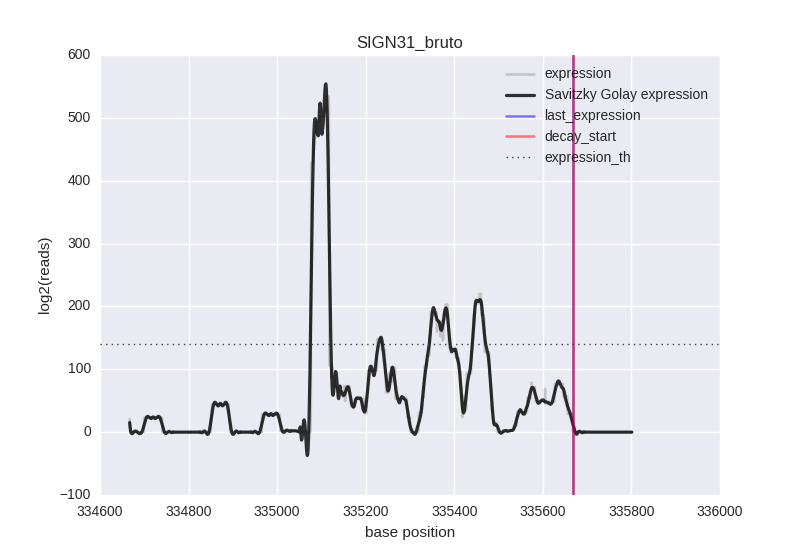 SIGN31_bruto
600
500
400
300
200
100
0
−100
log2(reads)
expression
Savitzky Golay expression
last_expression
decay_start
expression_th
334600 334800 335000 335200 335400 335600 335800 336000
base position